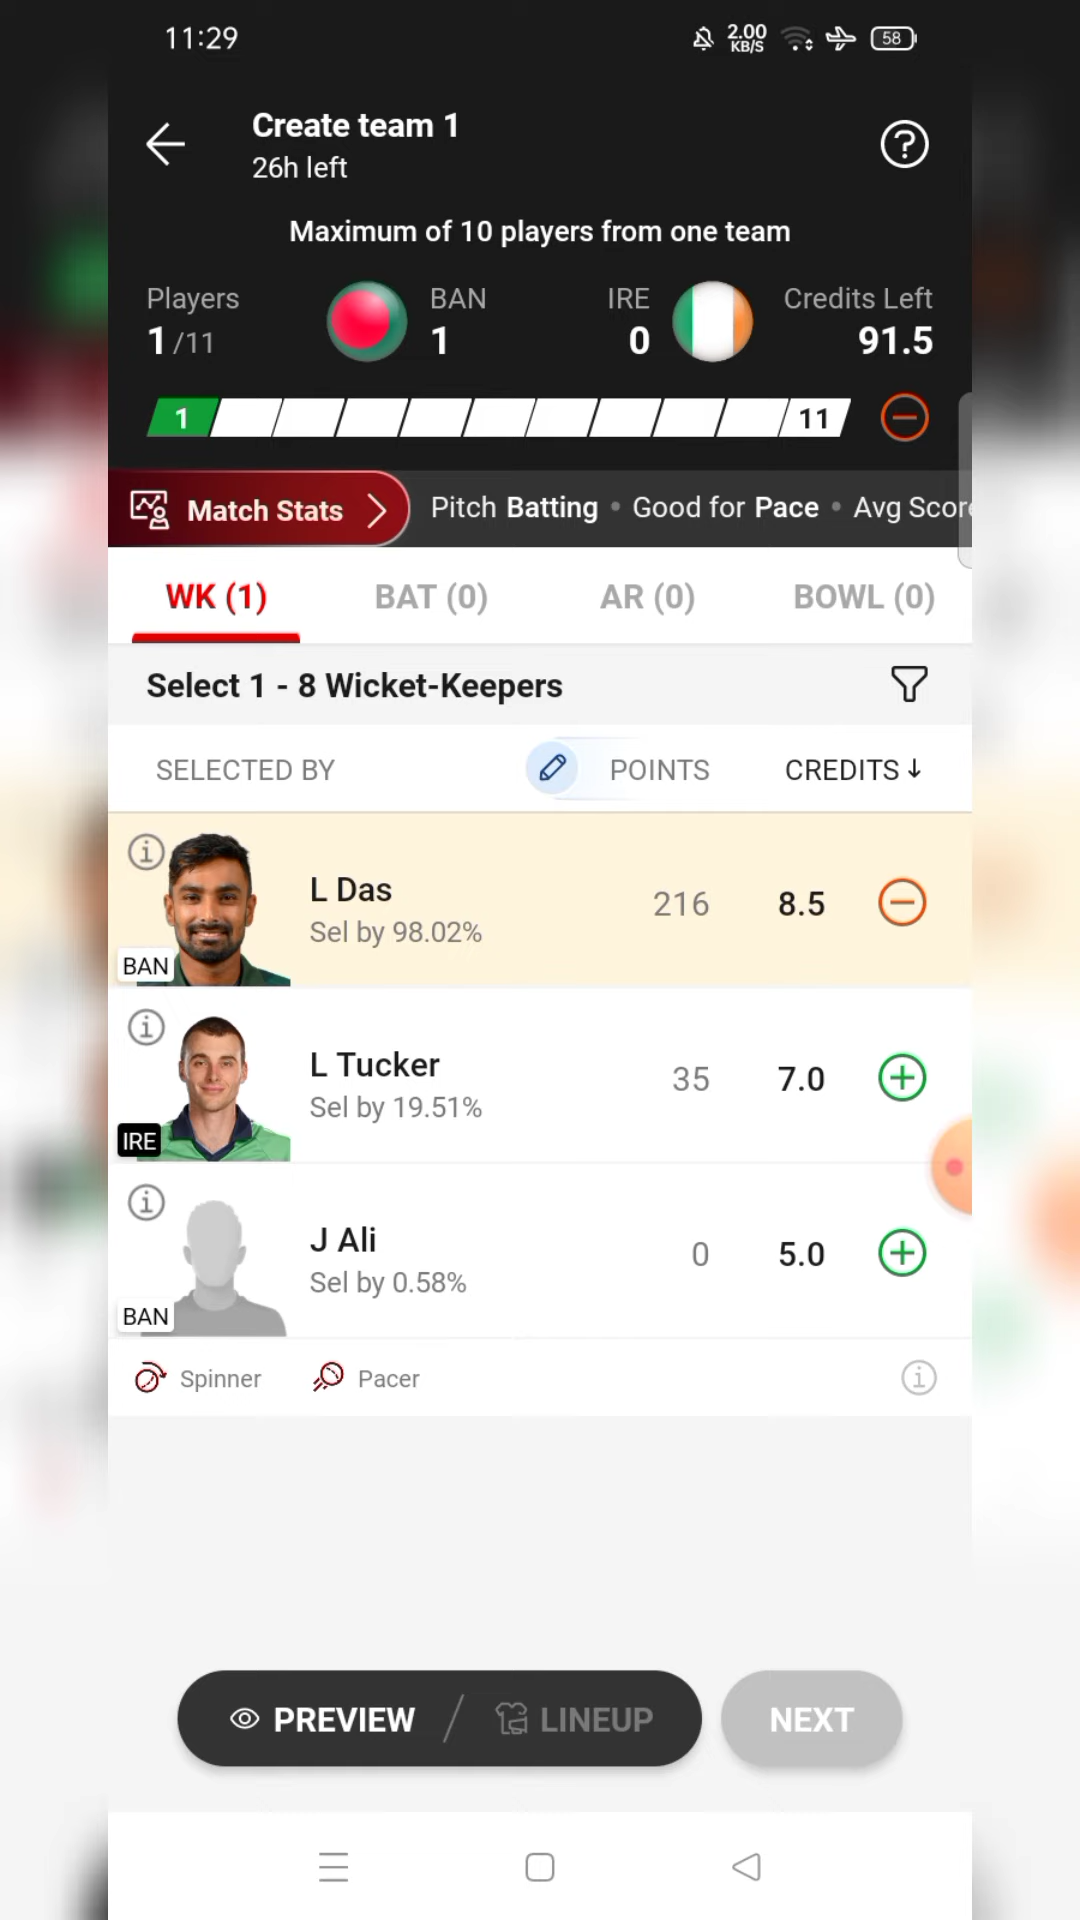 11:29
2.00
KB/S
58
Create team 1
26h left
Maximum of 10 players from one team
Players
1/11
BAN
1
IRE
0
Credits Left
91.5
1
11
Match Stats
Pitch Batting • Good for Pace • Avg Score
WK (1)
BAT (0)
AR (0)
BOWL (0)
Select 1 - 8 Wicket-Keepers
SELECTED BY
POINTS
CREDITS↓
L Das
Sel by 98.02%
216
8.5
BAN
L Tucker
Sel by 19.51%
35
7.0
IRE
J Ali
Sel by 0.58%
0
5.0
BAN
Spinner
Pacer
PREVIEW / LINEUP
NEXT